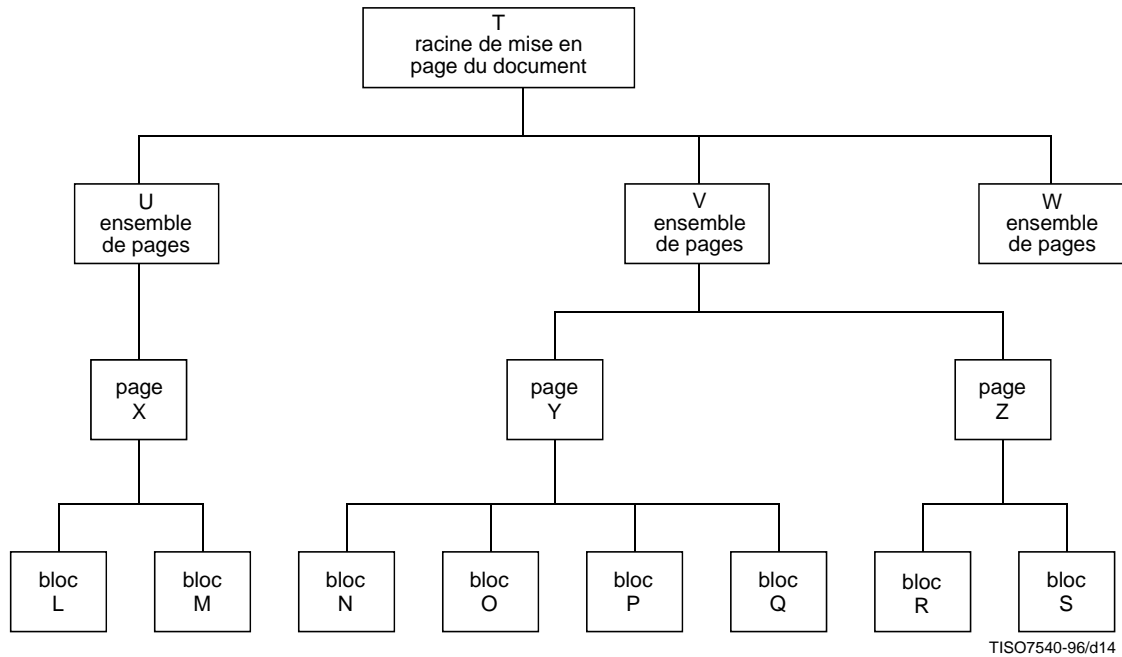 T
racine de mise en
page du document
U
ensemble
de pages
V
ensemble
de pages
W
ensemble
de pages
page
X
page
Y
page
Z
bloc
L
bloc
M
bloc
N
bloc
O
bloc
P
bloc
Q
bloc
R
bloc
S
TISO7540-96/d14